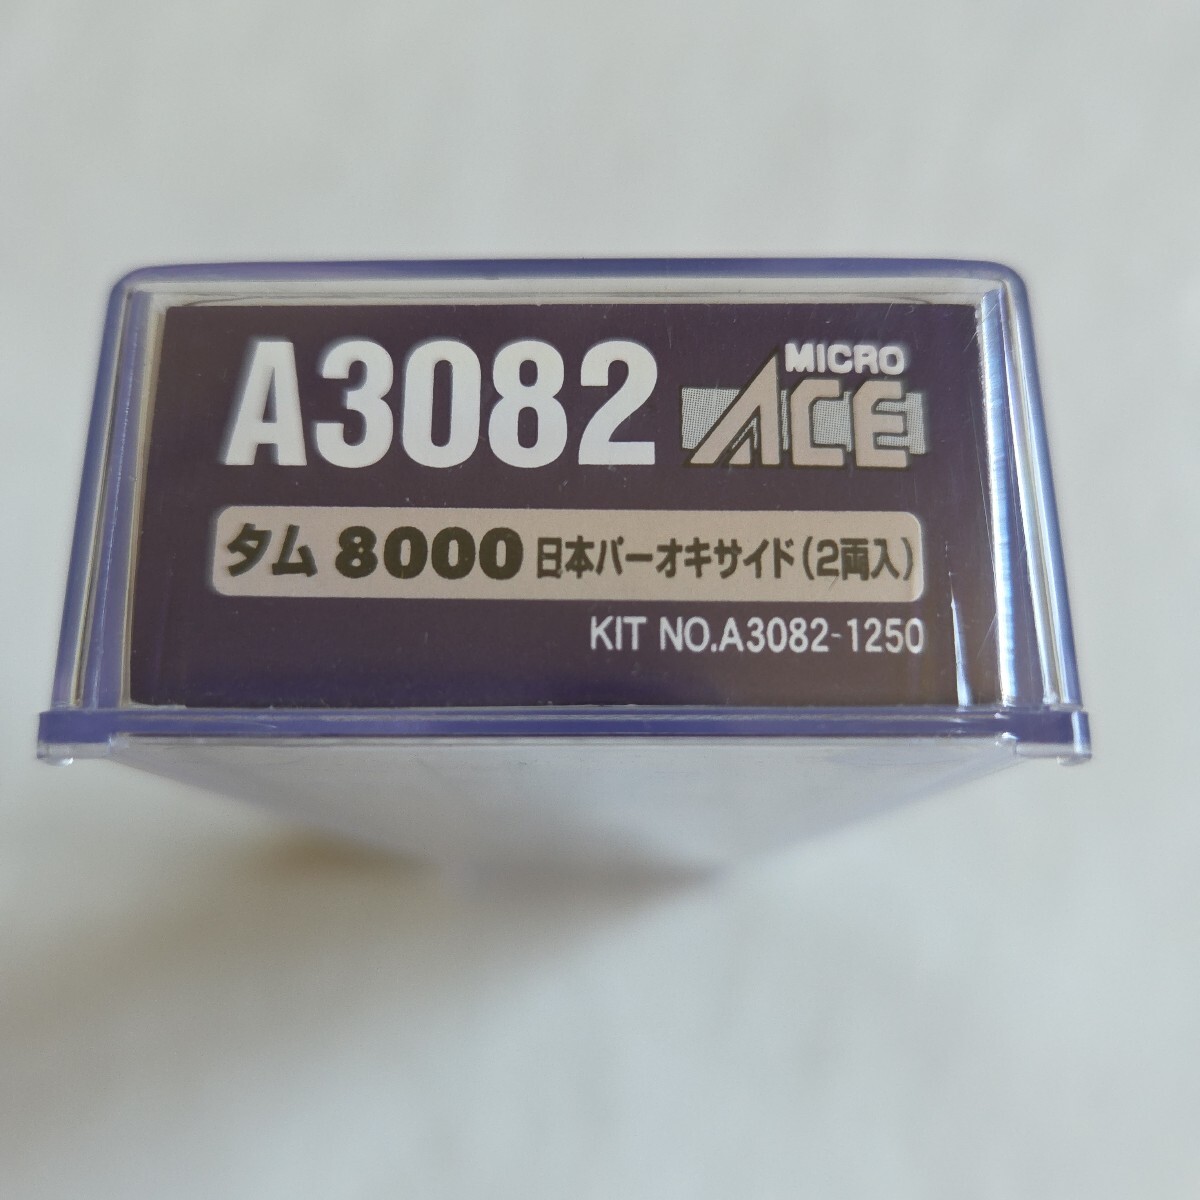 A3082 MICRO ACE
タム 8000 日本パーオキサイド(2両入)
KIT NO.A3082-1250